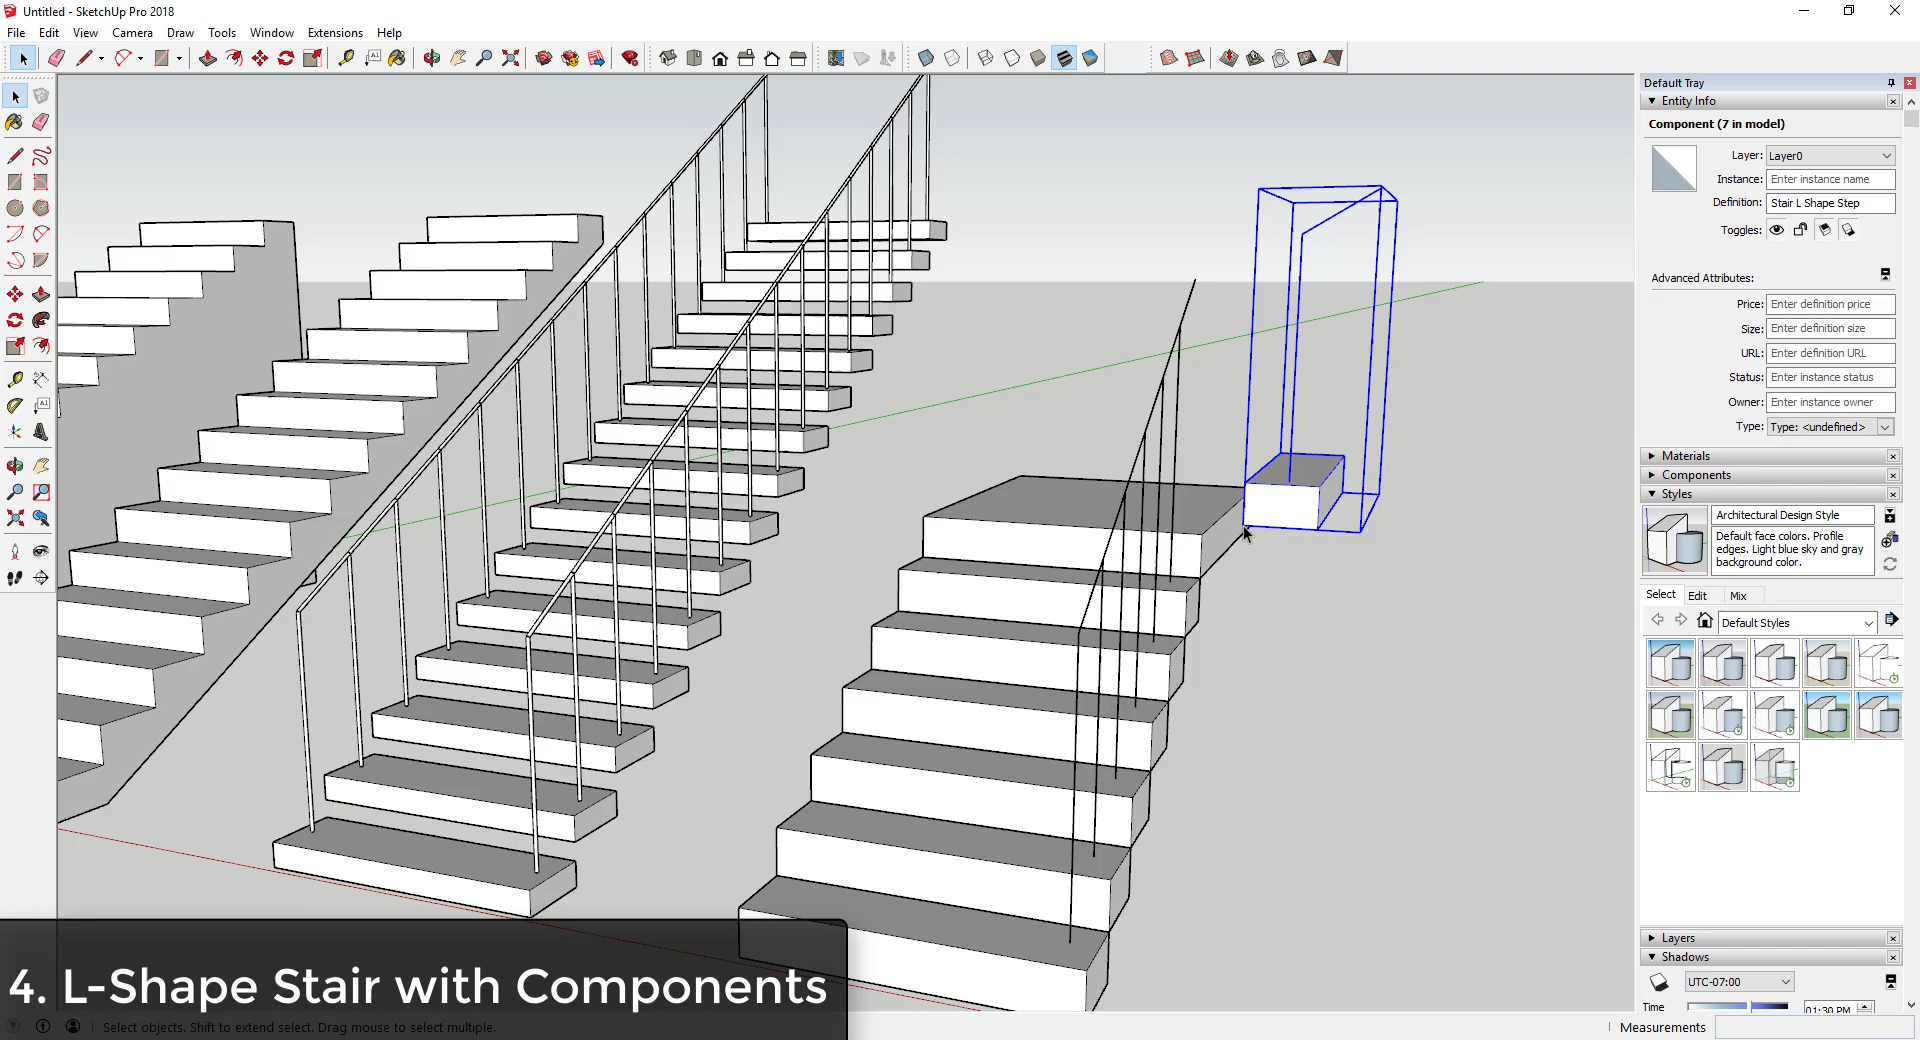 Untitled - SketchUp Pro 2018
File Edit View Camera Draw Tools Window Extensions Help
Default Tray
Entity Info
Component (7 in model)
Layer: Layer0
Instance: Enter instance name
Definition: Stair L Shape Step
Toggles:
Advanced Attributes:
Price: Enter definition price
Size: Enter definition size
URL: Enter definition URL
Status: Enter instance status
Owner: Enter instance owner
Type: Type: <undefined>
Materials
Components
Styles
Architectural Design Style
Default face colors. Profile
edges. Light blue sky and gray
background color.
Select Edit Mix
Default Styles
Layers
Shadows
UTC-07:00
Time 01:30 PM
4. L-Shape Stair with Components
Select objects. Shift to extend select. Drag mouse to select multiple.
Measurements